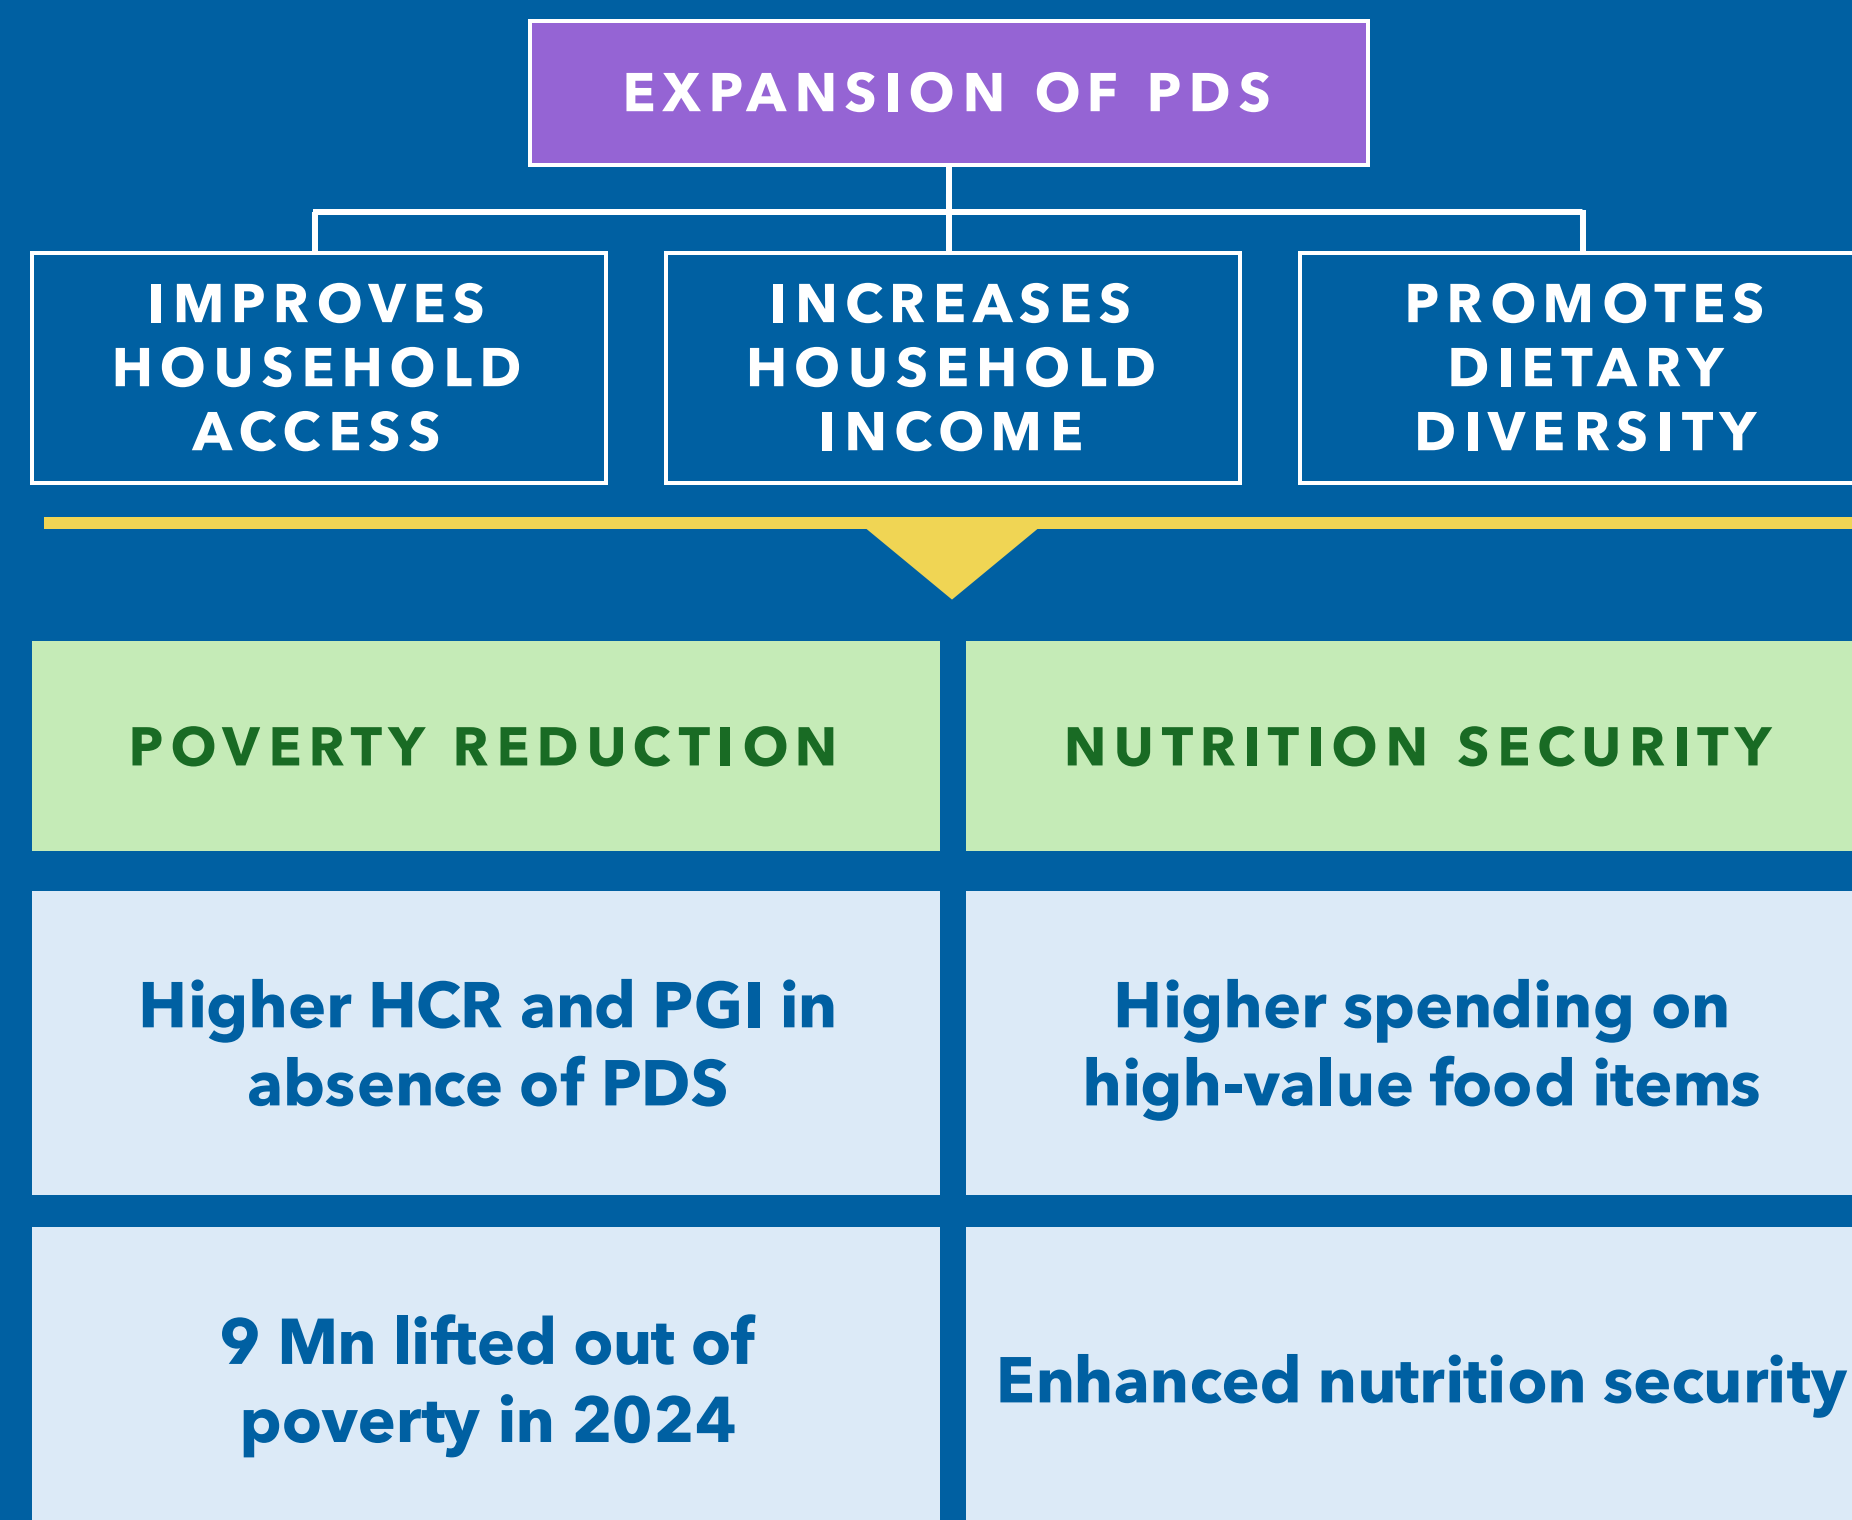 EXPANSION OF PDS
IMPROVES
HOUSEHOLD
ACCESS
INCREASES
HOUSEHOLD
INCOME
PROMOTES
DIETARY
DIVERSITY
POVERTY REDUCTION
NUTRITION SECURITY
Higher HCR and PGI in
absence of PDS
Higher spending on
high-value food items
9 Mn lifted out of
poverty in 2024
Enhanced nutrition security